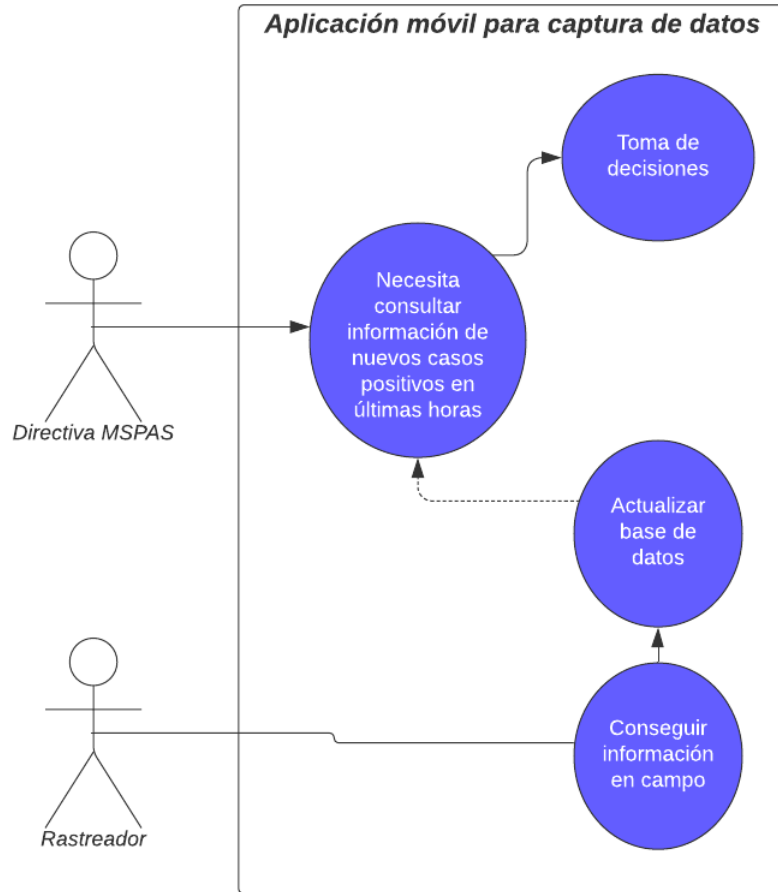 Aplicación móvil para captura de datos
Toma de
decisiones
Necesita
consultar
información de
nuevos casos
positivos en
últimas horas
Directiva MSPAS
Actualizar
base de
datos
Conseguir
información
en campo
Rastreador